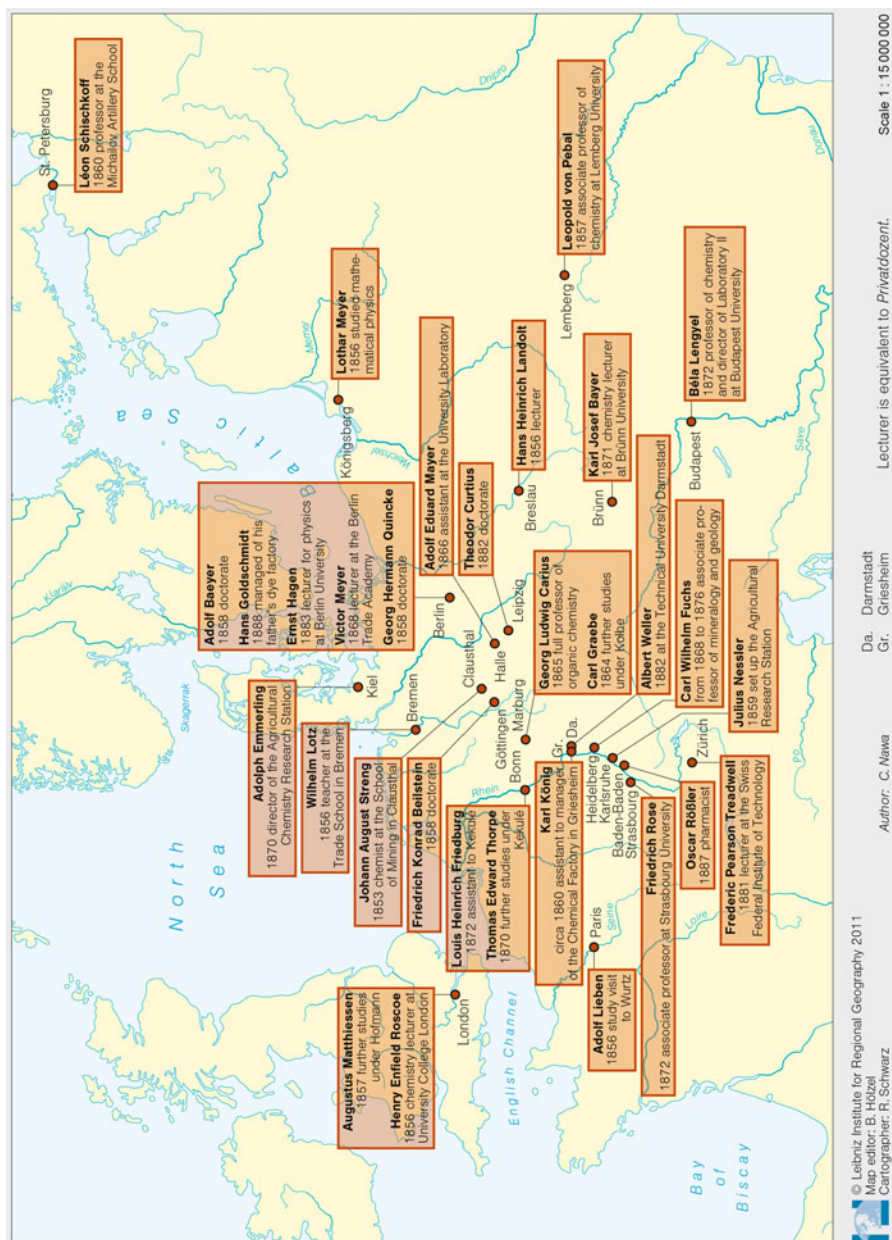 Léon Schischkoff
1860 professor at the
Michailov Artillery School
St. Petersburg
Dnipro
Leopold von Pebal
1857 associate professor of
chemistry at Lemberg University
Lemberg
Donau
Memel
Lothar Meyer
1856 studied mathe-
matical physics
Königsberg
Weichsel
Baltic Sea
Klarälv
Skagerrak
North
Sea
Adolf Baeyer
1858 doctorate
Hans Goldschmidt
1888 managed of his
father's dye factory
Ernst Hagen
1883 lecturer for physics
at Berlin University
Victor Meyer
1868 lecturer at the Berlin
Trade Academy
Georg Hermann Quincke
1858 doctorate
Berlin
Adolf Eduard Mayer
1866 assistant at the University Laboratory
Halle
Theodor Curtius
1882 doctorate
Leipzig
Hans Heinrich Landolt
1856 lecturer
Breslau
Karl Josef Bayer
1871 chemistry lecturer
at Brünn University
Brünn
Béla Lengyel
1872 professor of chemistry
and director of Laboratory II
at Budapest University
Budapest
Save
Adolph Emmerling
1870 director of the Agricultural
Chemistry Research Station
Kiel
Wilhelm Lotz
1856 teacher at the
Trade School in Bremen
Bremen
Johann August Streng
1853 chemist at the School
of Mining in Clausthal
Clausthal
Friedrich Konrad Beilstein
1858 doctorate
Göttingen
Georg Ludwig Carius
1865 full professor of
organic chemistry
Carl Graebe
1864 further studies
under Kolbe
Marburg
Louis Heinrich Friedburg
1872 assistant to Kekulé
Thomas Edward Thorpe
1870 further studies under
Kekulé
Bonn
Rhein
Karl König
circa 1860 assistant to manager
of the Chemical Factory in Griesheim
Gr.
Da.
Albert Weller
1882 at the Technical University Darmstadt
Heidelberg
Carl Wilhelm Fuchs
from 1868 to 1876 associate pro-
fessor of mineralogy and geology
Karlsruhe
Julius Nessler
1859 set up the Agricultural
Research Station
Baden-Baden
Oscar Rößler
1887 pharmacist
Strasbourg
Friedrich Rose
1872 associate professor at Strasbourg University
Zürich
Frederic Pearson Treadwell
1881 lecturer at the Swiss
Federal Institute of Technology
Po
Augustus Matthiessen
1857 further studies
under Hofmann
Henry Enfield Roscoe
1856 chemistry lecturer at
University College London
London
English Channel
Paris
Seine
Adolf Lieben
1856 study visit
to Wurtz
Loire
Bay
of
Biscay
© Leibniz Institute for Regional Geography 2011
Map editor: B. Hölzel
Cartographer: R. Schwarz
Author: C. Nawa
Da. Darmstadt
Gr. Griesheim
Lecturer is equivalent to Privatdozent.
Scale 1 : 15 000 000